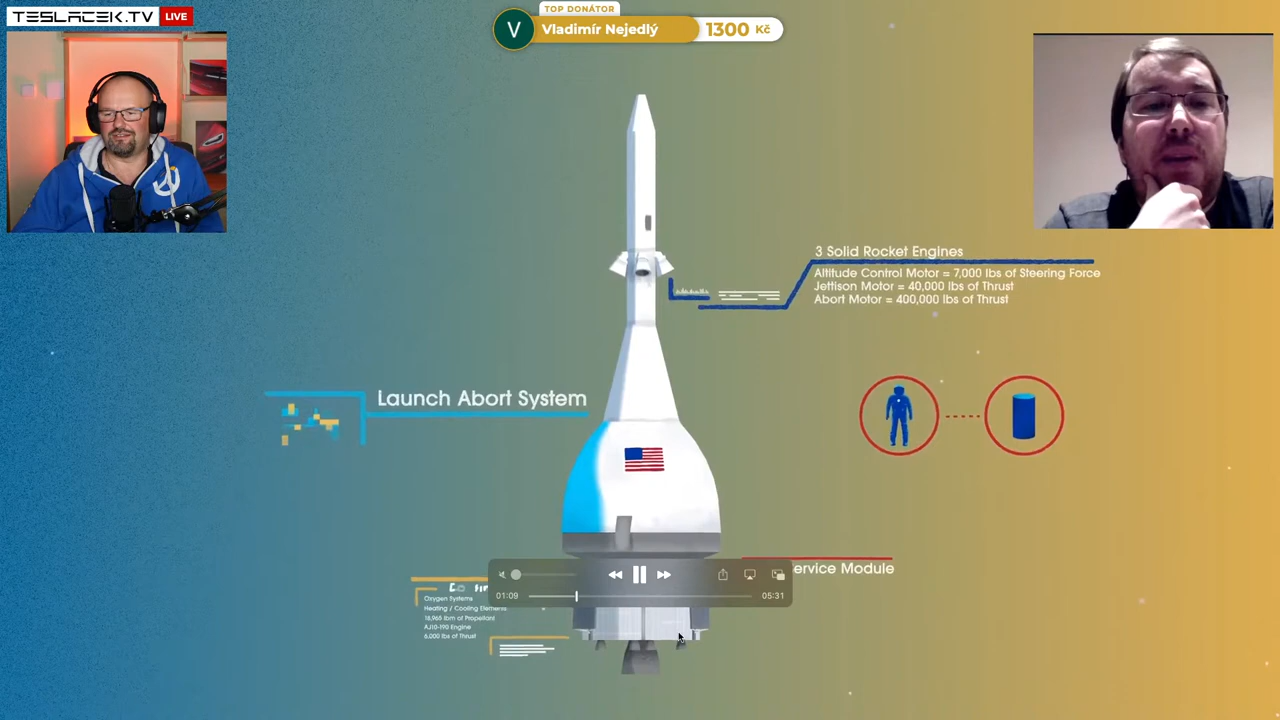 TESLACEK.TV LIVE
TOP DONÁTOR
V Vladimír Nejedlý 1300 Kč
3 Solid Rocket Engines
Altitude Control Motor = 7,000 lbs of Steering Force
Jettison Motor = 40,000 lbs of Thrust
Abort Motor = 400,000 lbs of Thrust
Launch Abort System
ervice Module
Oxygen Systems
Heating / Cooling Elements
18,965 lbm of Propellant
AJ10-190 Engine
6,000 lbs of Thrust
01:09
05:31